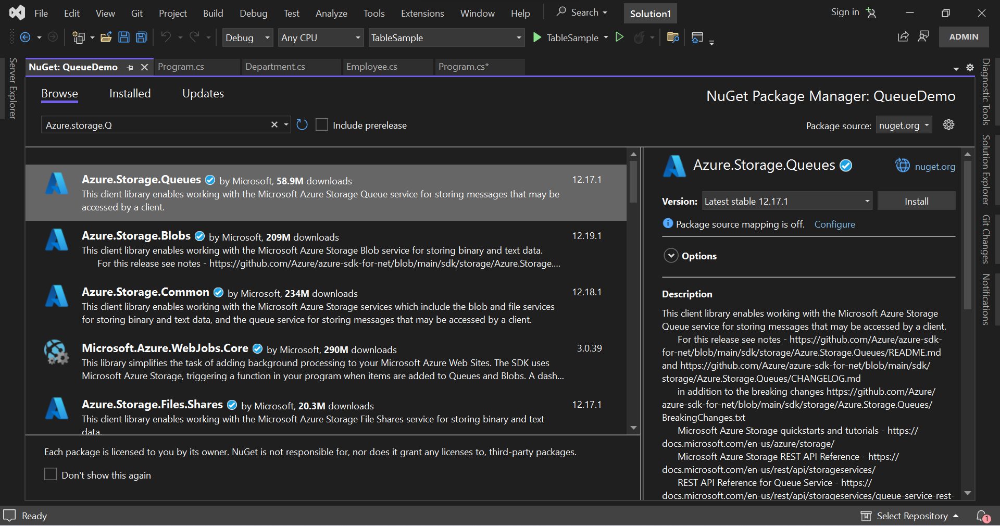 File Edit View Git Project Build Debug Test Analyze Tools Extensions Window Help Search Solution1 Sign in
Debug Any CPU TableSample TableSample ADMIN
NuGet: QueueDemo Program.cs Department.cs Employee.cs Program.cs*
Server Explorer
Diagnostic Tools
Solution Explorer
Git Changes
Notifications
Browse Installed Updates
NuGet Package Manager: QueueDemo
Azure.storage.Q Include prerelease
Package source: nuget.org
Azure.Storage.Queues by Microsoft, 58.9M downloads 12.17.1
This client library enables working with the Microsoft Azure Storage Queue service for storing messages that may be
accessed by a client.
Azure.Storage.Blobs by Microsoft, 209M downloads 12.19.1
This client library enables working with the Microsoft Azure Storage Blob service for storing binary and text data.
For this release see notes - https://github.com/Azure/azure-sdk-for-net/blob/main/sdk/storage/Azure.Storage....
Azure.Storage.Common by Microsoft, 234M downloads 12.18.1
This client library enables working with the Microsoft Azure Storage services which include the blob and file services
for storing binary and text data, and the queue service for storing messages that may be accessed by a client.
Microsoft.Azure.WebJobs.Core by Microsoft, 290M downloads 3.0.39
This library simplifies the task of adding background processing to your Microsoft Azure Web Sites. The SDK uses
Microsoft Azure Storage, triggering a function in your program when items are added to Queues and Blobs. A dash...
Azure.Storage.Files.Shares by Microsoft, 20.3M downloads 12.17.1
This client library enables working with the Microsoft Azure Storage File Shares service for storing binary and text
data.
Each package is licensed to you by its owner. NuGet is not responsible for, nor does it grant any licenses to, third-party packages.
Don't show this again
Azure.Storage.Queues nuget.org
Version: Latest stable 12.17.1 Install
Package source mapping is off. Configure
Options
Description
This client library enables working with the Microsoft Azure Storage
Queue service for storing messages that may be accessed by a client.
For this release see notes - https://github.com/Azure/azure-sdk-
for-net/blob/main/sdk/storage/Azure.Storage.Queues/README.md
and https://github.com/Azure/azure-sdk-for-net/blob/main/sdk/
storage/Azure.Storage.Queues/CHANGELOG.md
in addition to the breaking changes https://github.com/Azure/
azure-sdk-for-net/blob/main/sdk/storage/Azure.Storage.Queues/
BreakingChanges.txt
Microsoft Azure Storage quickstarts and tutorials - https://
docs.microsoft.com/en-us/azure/storage/
Microsoft Azure Storage REST API Reference - https://
docs.microsoft.com/en-us/rest/api/storageservices/
REST API Reference for Queue Service - https://
docs.microsoft.com/en-us/rest/api/storageservices/queue-service-rest-
Ready Select Repository 1